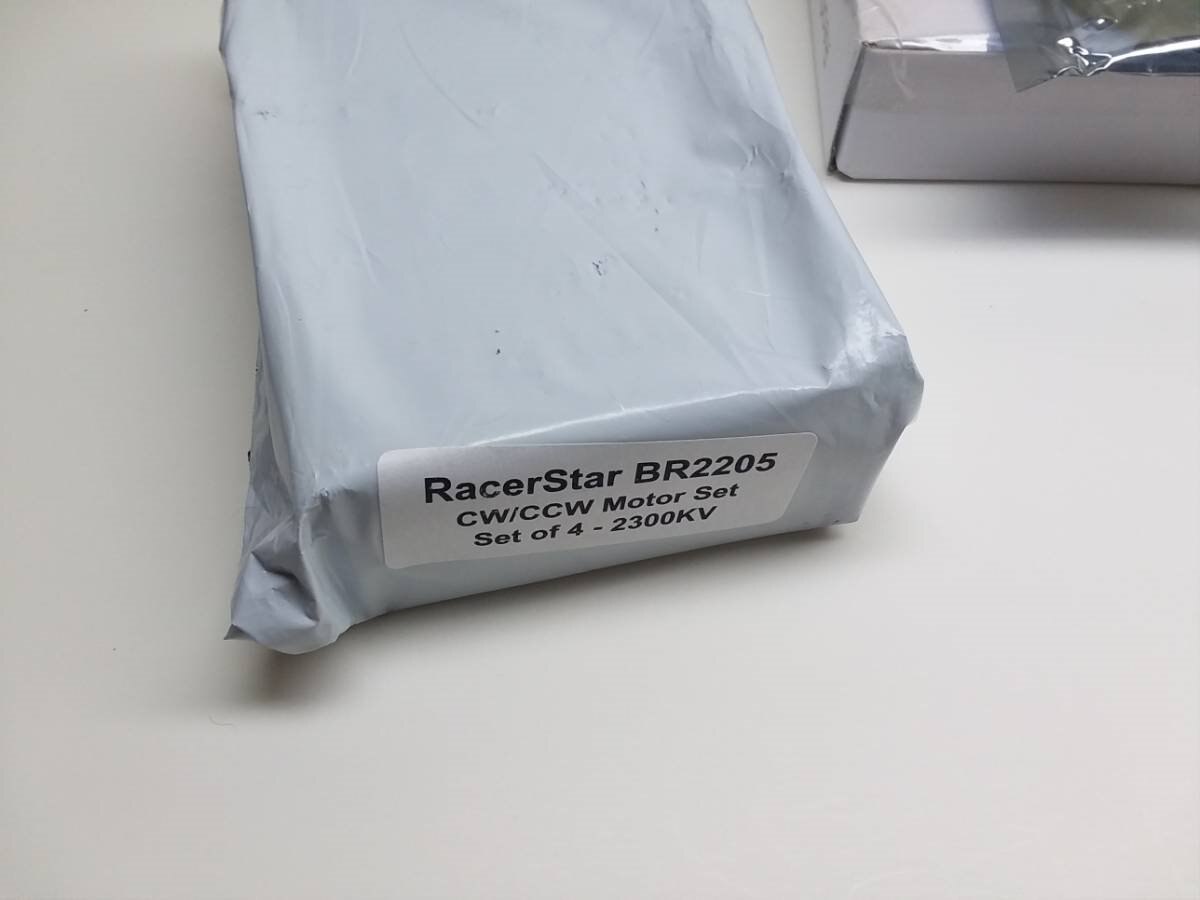 RacerStar BR2205
CW/CCW Motor Set
Set of 4 - 2300KV